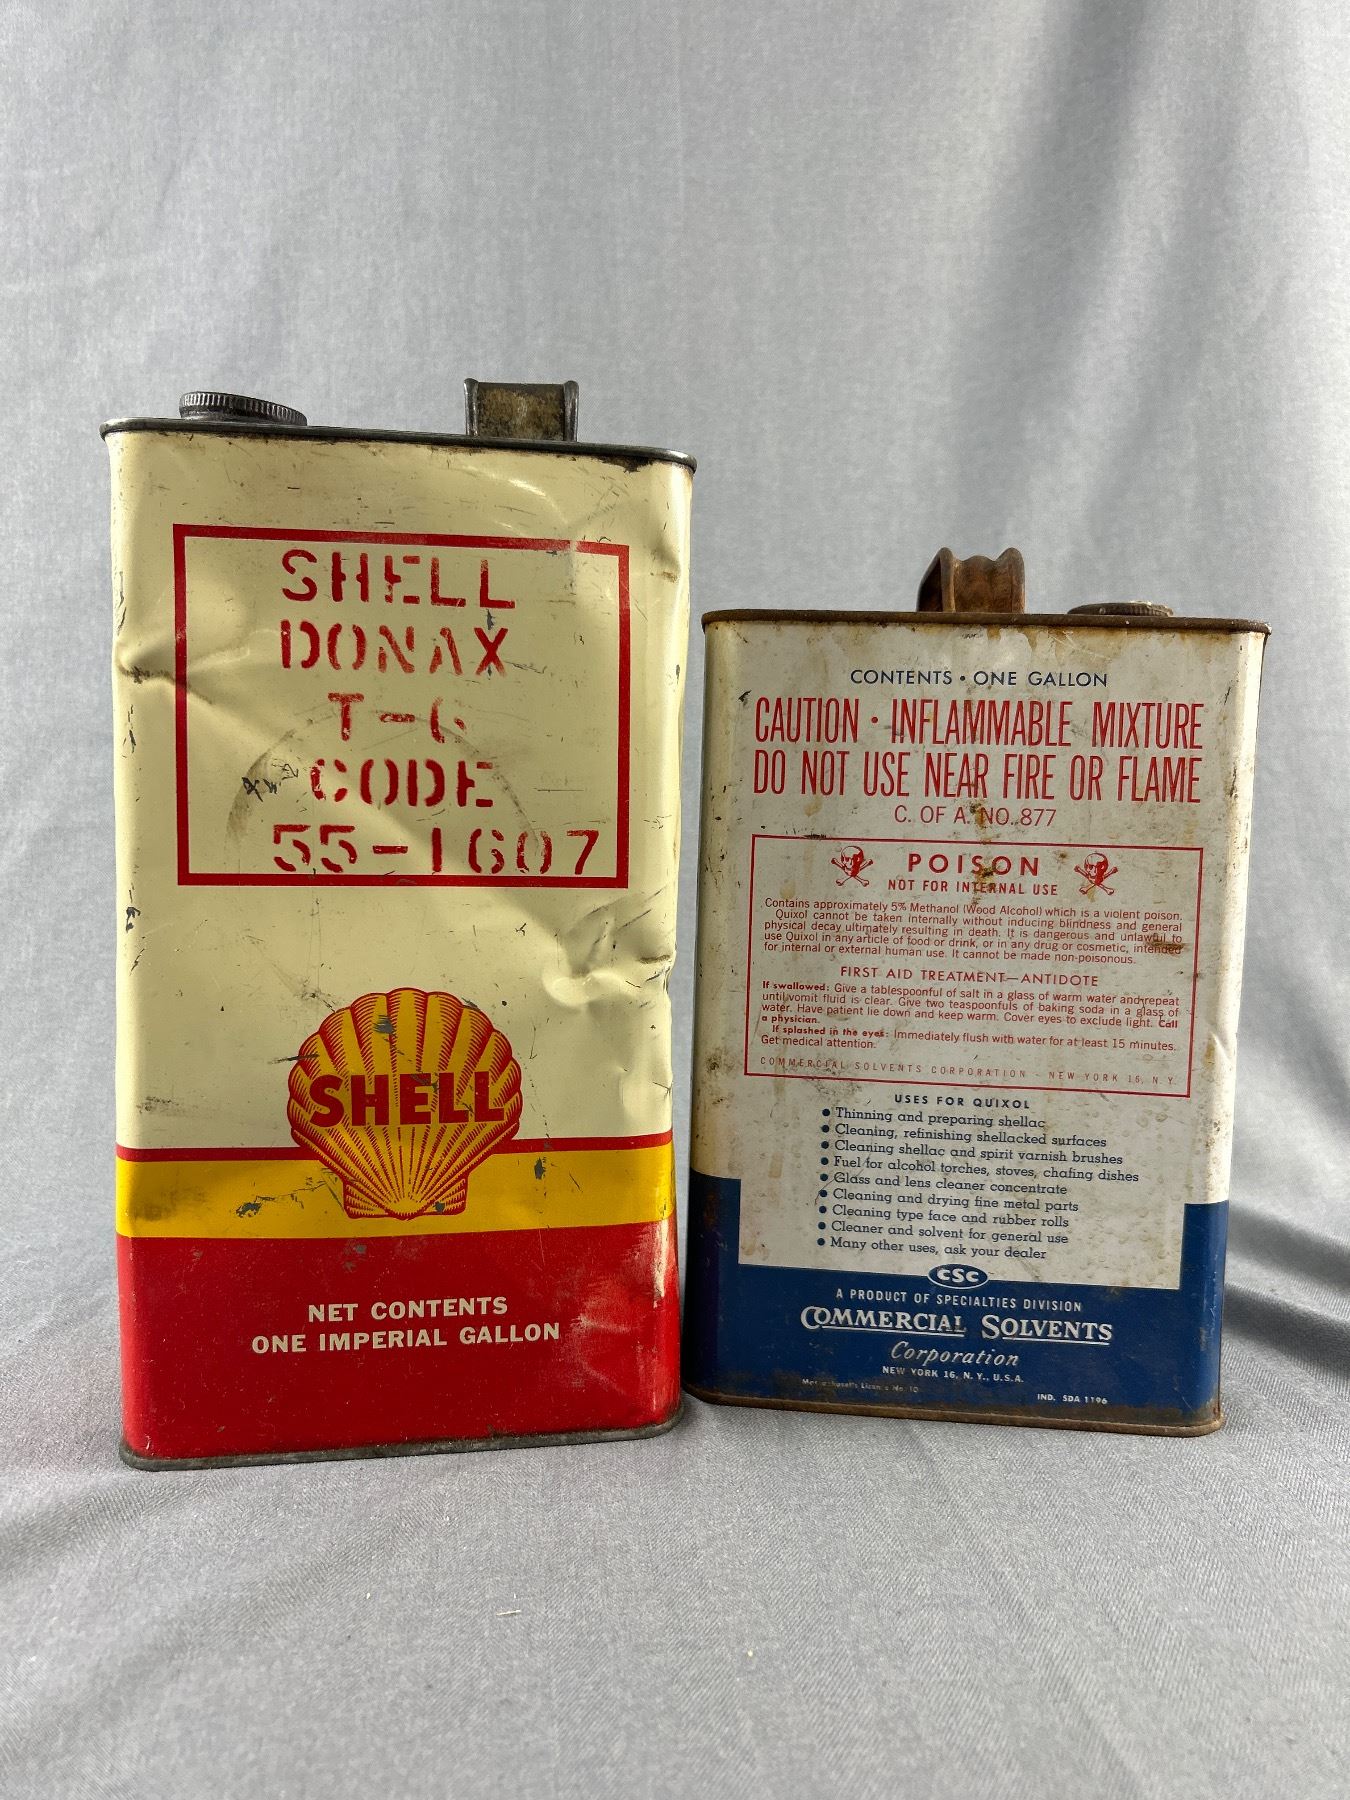 SHELL
DONAX
T-6
CODE
55-1607
SHELL
NET CONTENTS
ONE IMPERIAL GALLON
CONTENTS • ONE GALLON
CAUTION · INFLAMMABLE MIXTURE
DO NOT USE NEAR FIRE OR FLAME
C. OF A. NO. 877
POISON
NOT FOR INTERNAL USE
Contains approximately 5% Methanol (Wood Alcohol) which is a violent poison.
Quixol cannot be taken internally without inducing blindness and general
physical decay ultimately resulting in death. It is dangerous and unlawful to
use Quixol in any article of food or drink, or in any drug or cosmetic, intended
for internal or external human use. It cannot be made non-poisonous.
FIRST AID TREATMENT—ANTIDOTE
If swallowed: Give a tablespoonful of salt in a glass of warm water and repeat
until vomit fluid is clear. Give two teaspoonfuls of baking soda in a glass of
water. Have patient lie down and keep warm. Cover eyes to exclude light. Call
a physician.
If splashed in the eyes: Immediately flush with water for at least 15 minutes.
Get medical attention.
COMMERCIAL SOLVENTS CORPORATION - NEW YORK 16, N.Y.
USES FOR QUIXOL
• Thinning and preparing shellac
• Cleaning, refinishing shellacked surfaces
• Cleaning shellac and spirit varnish brushes
• Fuel for alcohol torches, stoves, chafing dishes
• Glass and lens cleaner concentrate
• Cleaning and drying fine metal parts
• Cleaning type face and rubber rolls
• Cleaner and solvent for general use
• Many other uses, ask your dealer
CSC
A PRODUCT OF SPECIALTIES DIVISION
COMMERCIAL SOLVENTS
Corporation
NEW YORK 16, N. Y., U.S.A.
No. 10
IND. SDA 1196